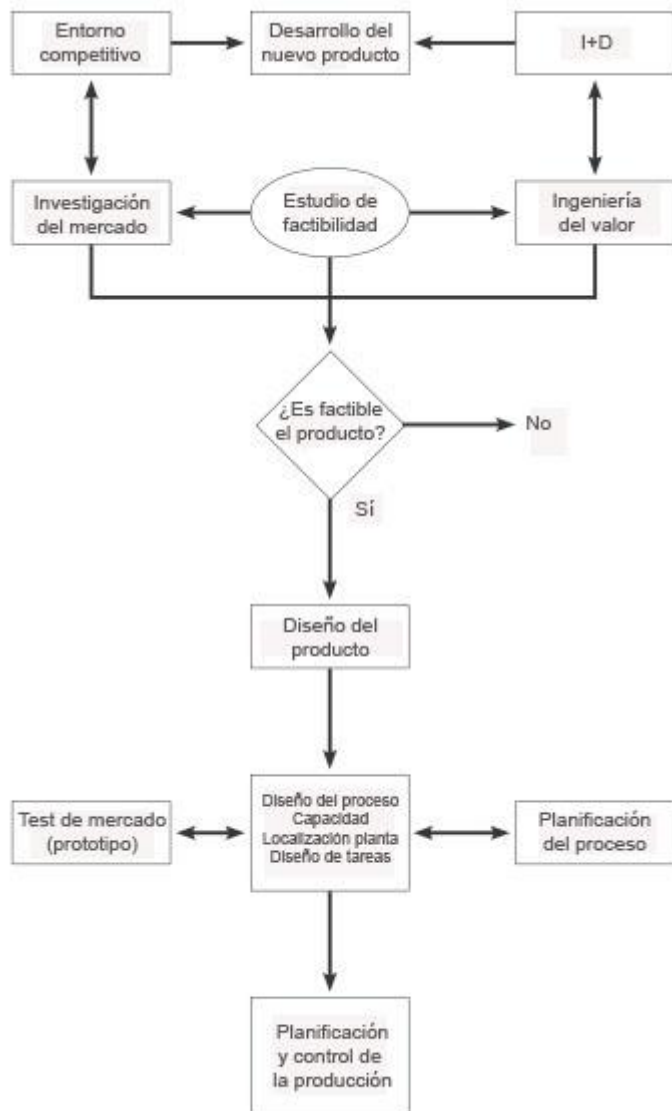 Entorno
competitivo
Desarrollo del
nuevo producto
I+D
Investigación
del mercado
Estudio de
factibilidad
Ingeniería
del valor
¿Es factible
el producto?
No
Sí
Diseño del
producto
Test de mercado
(prototipo)
Diseño del proceso
Capacidad
Localización planta
Diseño de tareas
Planificación
del proceso
Planificación
y control de
la producción